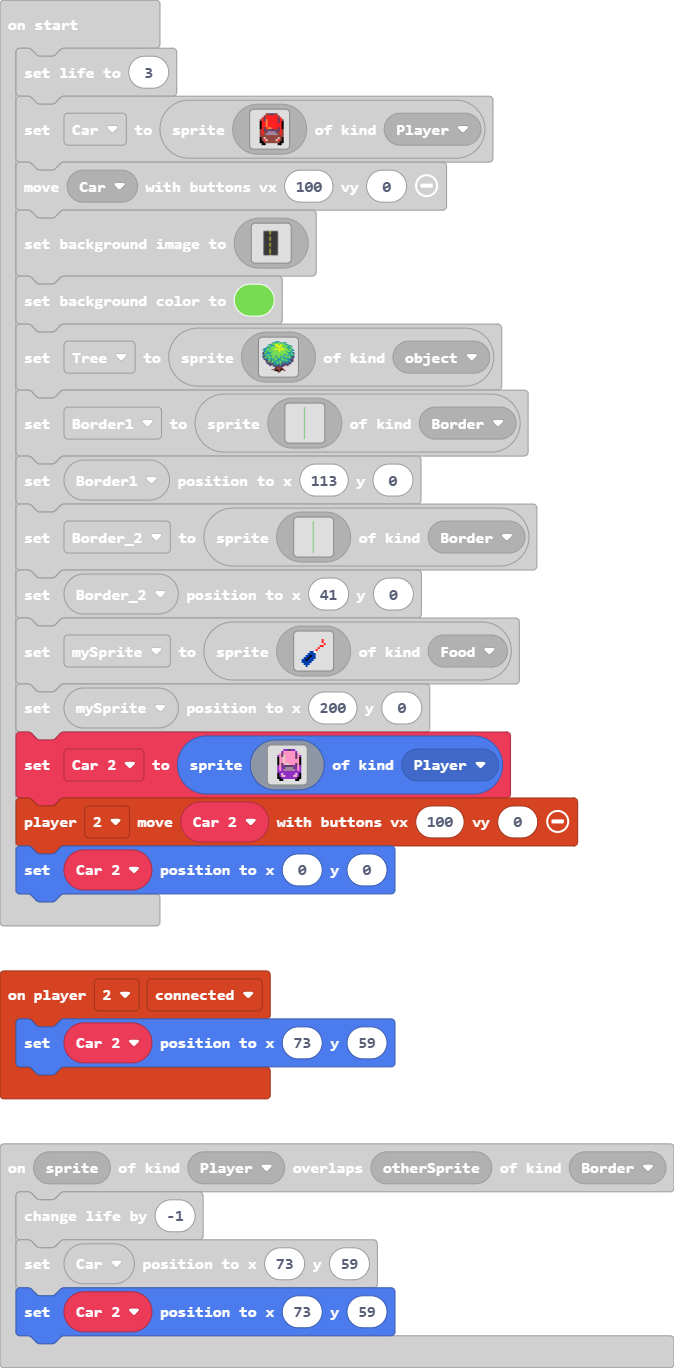 on start
set life to 3
set Car to sprite of kind Player
move Car with buttons vx 100 vy 0
set background image to
set background color to
set Tree to sprite of kind object
set Border1 to sprite of kind Border
set Border1 position to x 113 y 0
set Border_2 to sprite of kind Border
set Border_2 position to x 41 y 0
set mySprite to sprite of kind Food
set mySprite position to x 200 y 0
set Car 2 to sprite of kind Player
player 2 move Car 2 with buttons vx 100 vy 0
set Car 2 position to x 0 y 0
on player 2 connected
set Car 2 position to x 73 y 59
on sprite of kind Player overlaps otherSprite of kind Border
change life by -1
set Car position to x 73 y 59
set Car 2 position to x 73 y 59